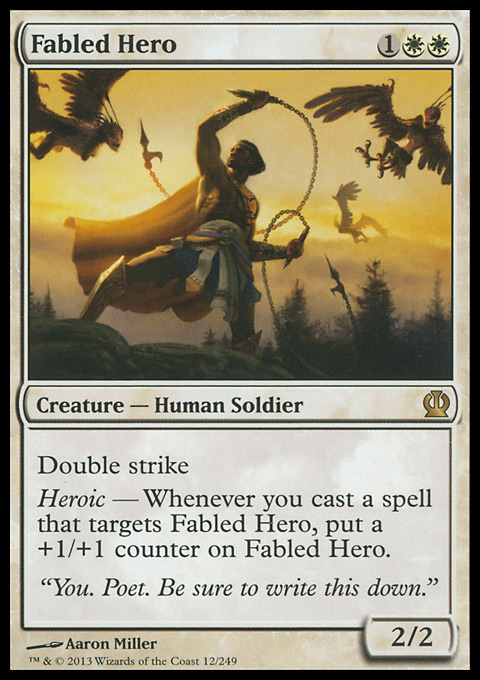 Fabled Hero 1
Creature — Human Soldier
Double strike
Heroic — Whenever you cast a spell
that targets Fabled Hero, put a
+1/+1 counter on Fabled Hero.
“You. Poet. Be sure to write this down.”
2/2
Aaron Miller
™ & © 2013 Wizards of the Coast 12/249